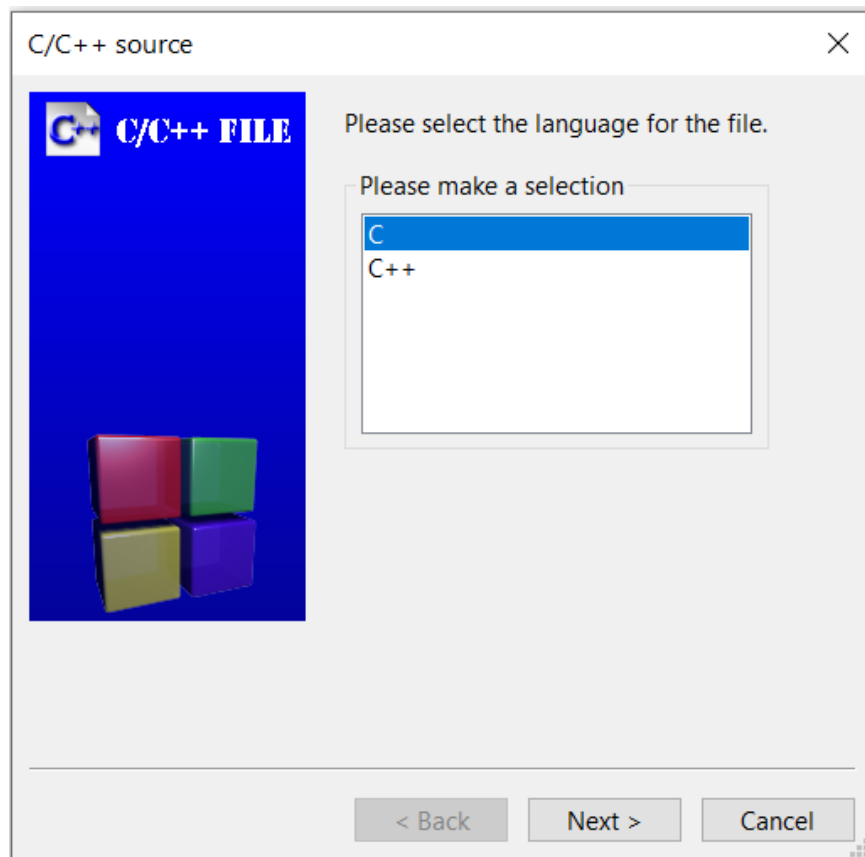 C/C++ source
C++ C/C++ FILE
Please select the language for the file.
Please make a selection
C
C++
< Back Next > Cancel